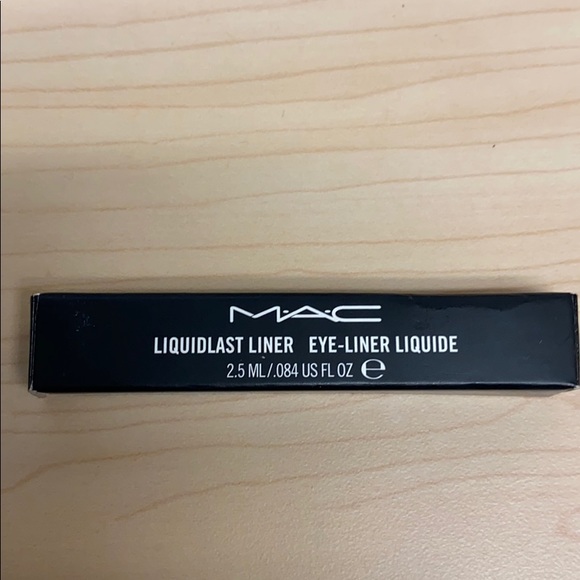 M·A·C
LIQUIDLAST LINER EYE-LINER LIQUIDE
2.5 ML/.084 US FL OZ ℮